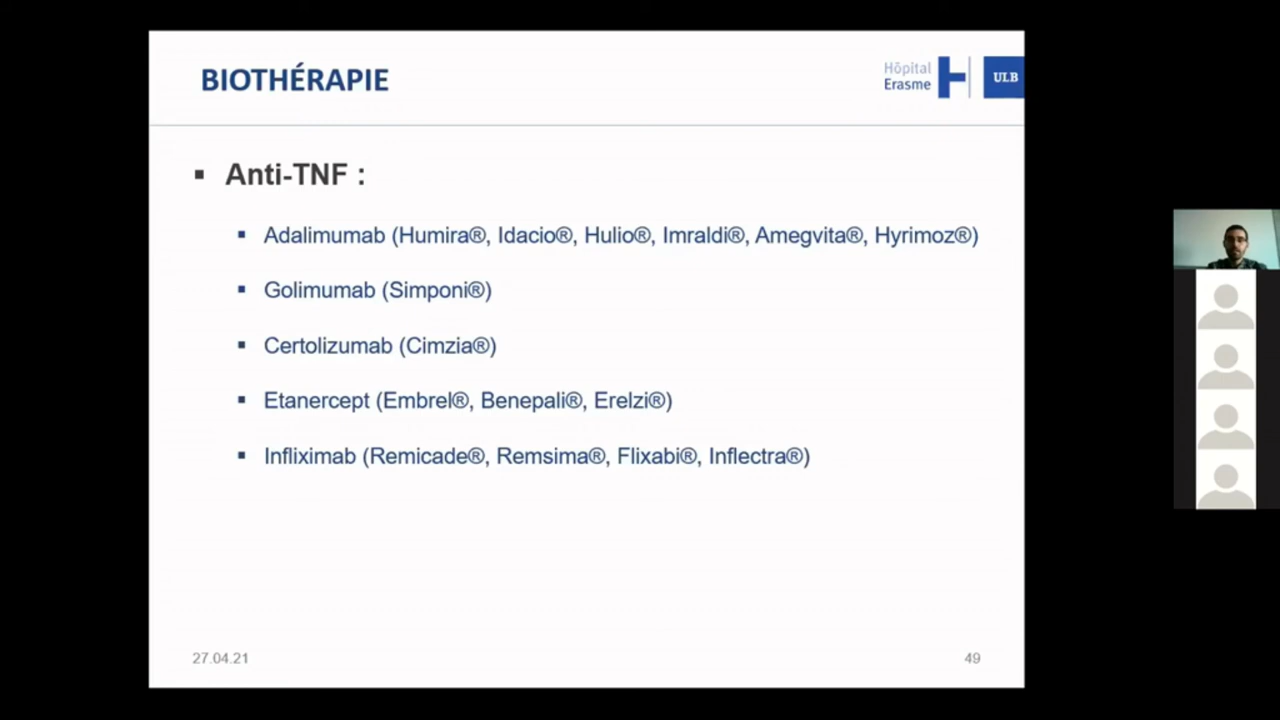 BIOTHÉRAPIE
Hôpital
Erasme
ULB
Anti-TNF :
Adalimumab (Humira®, Idacio®, Hulio®, Imraldi®, Amegvita®, Hyrimoz®)
Golimumab (Simponi®)
Certolizumab (Cimzia®)
Etanercept (Embrel®, Benepali®, Erelzi®)
Infliximab (Remicade®, Remsima®, Flixabi®, Inflectra®)
27.04.21
49